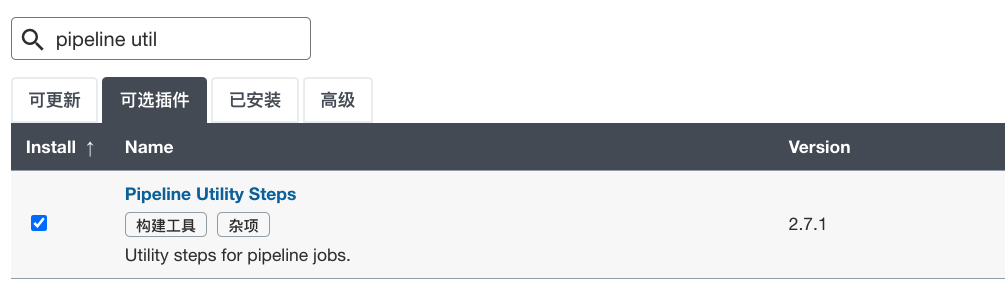 pipeline util
可更新 可选插件 已安装 高级
Install ↑ Name Version
Pipeline Utility Steps
构建工具 杂项 2.7.1
Utility steps for pipeline jobs.